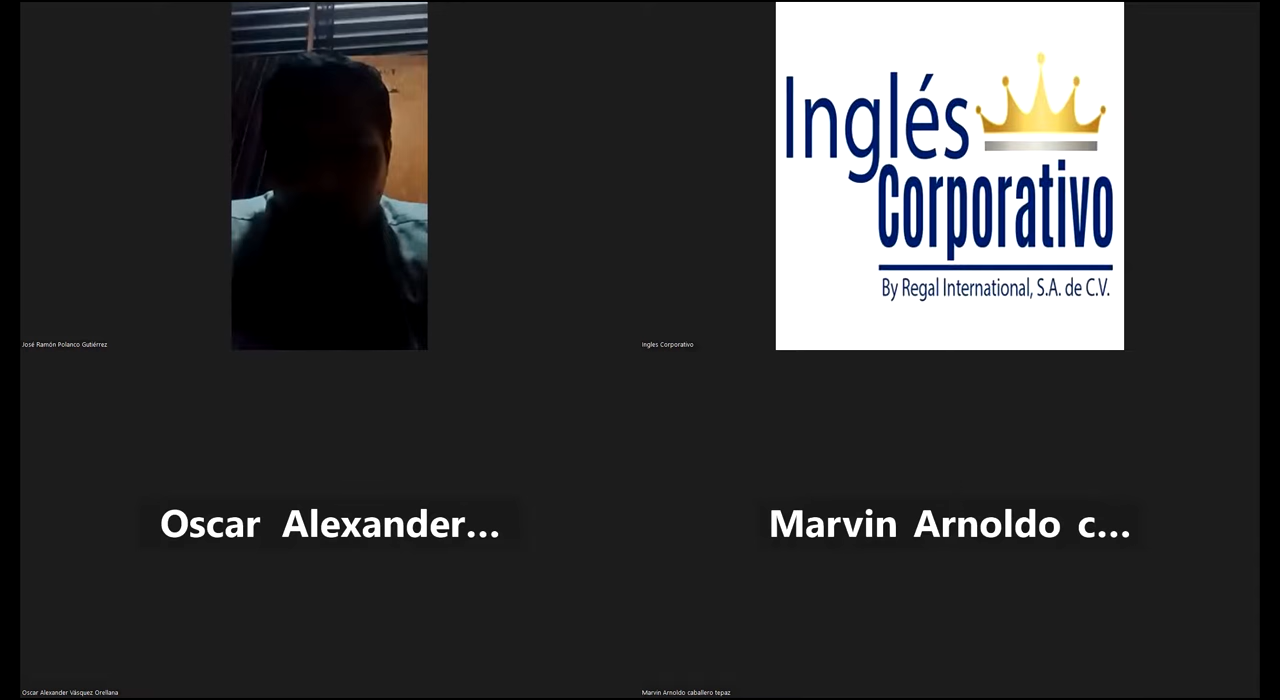 Inglés
Corporativo
By Regal International, S.A. de C.V.
José Ramón Polanco Gutiérrez
Ingles Corporativo
Oscar Alexander...
Marvin Arnoldo c...
Oscar Alexander Vásquez Orellana
Marvin Arnoldo caballero tepaz